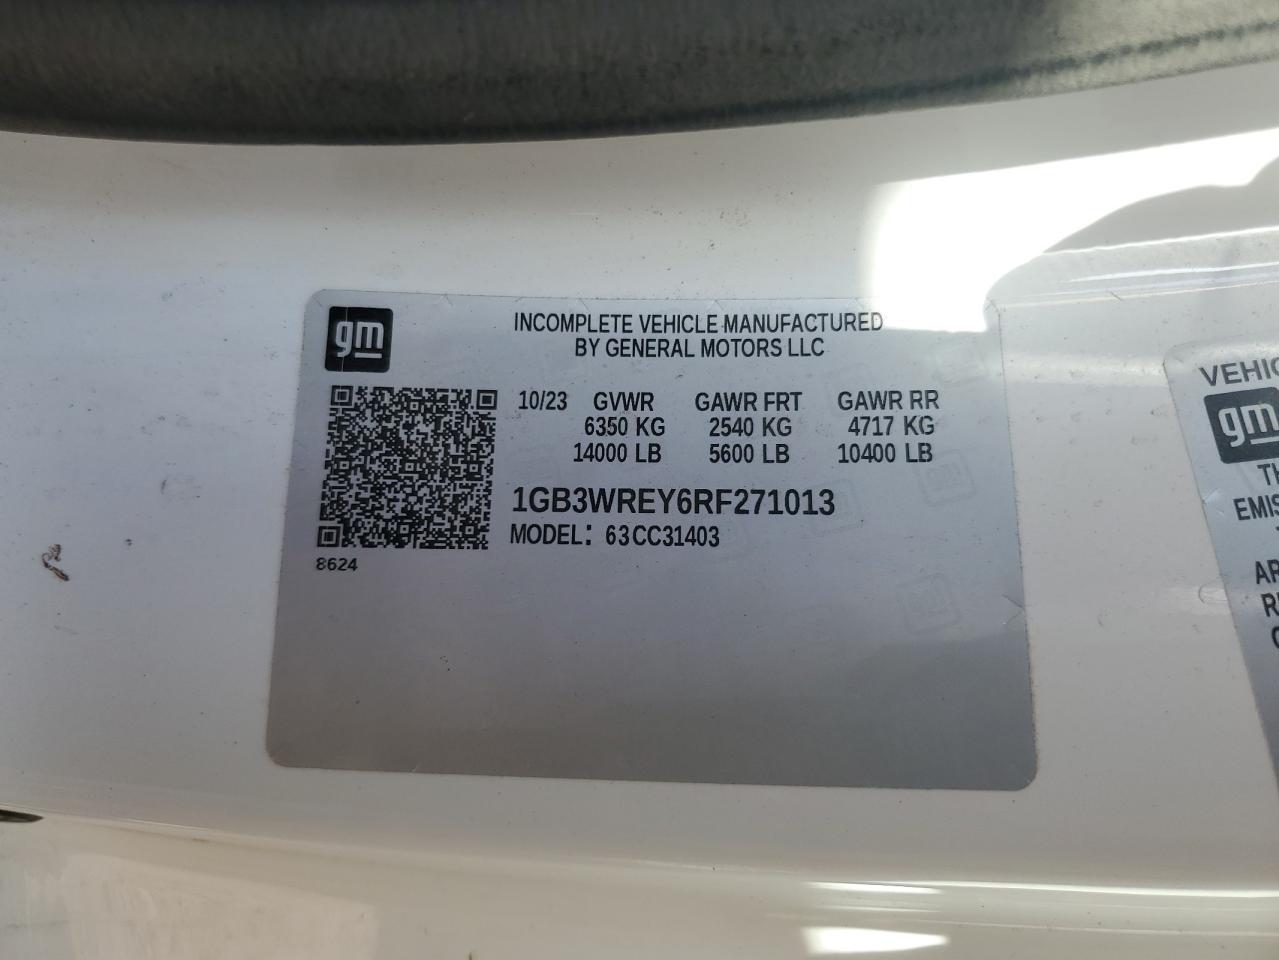 gm
INCOMPLETE VEHICLE MANUFACTURED
BY GENERAL MOTORS LLC
10/23 GVWR GAWR FRT GAWR RR
6350 KG 2540 KG 4717 KG
14000 LB 5600 LB 10400 LB
1GB3WREY6RF271013
MODEL: 63CC31403
8624
gm